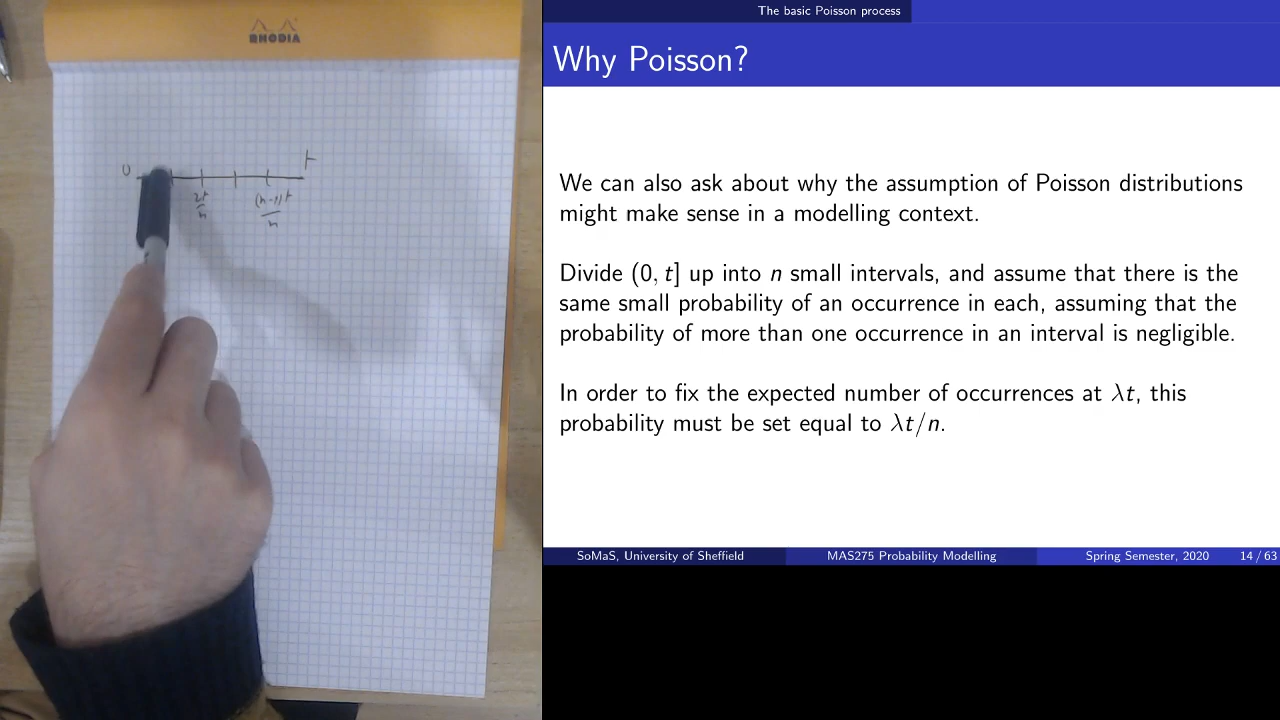 RHODIA
0
t
2t
n
(n-1)t
n
The basic Poisson process
Why Poisson?
We can also ask about why the assumption of Poisson distributions
might make sense in a modelling context.
Divide (0, t] up into n small intervals, and assume that there is the
same small probability of an occurrence in each, assuming that the
probability of more than one occurrence in an interval is negligible.
In order to fix the expected number of occurrences at λt, this
probability must be set equal to λt/n.
SoMaS, University of Sheffield MAS275 Probability Modelling Spring Semester, 2020 14 / 63